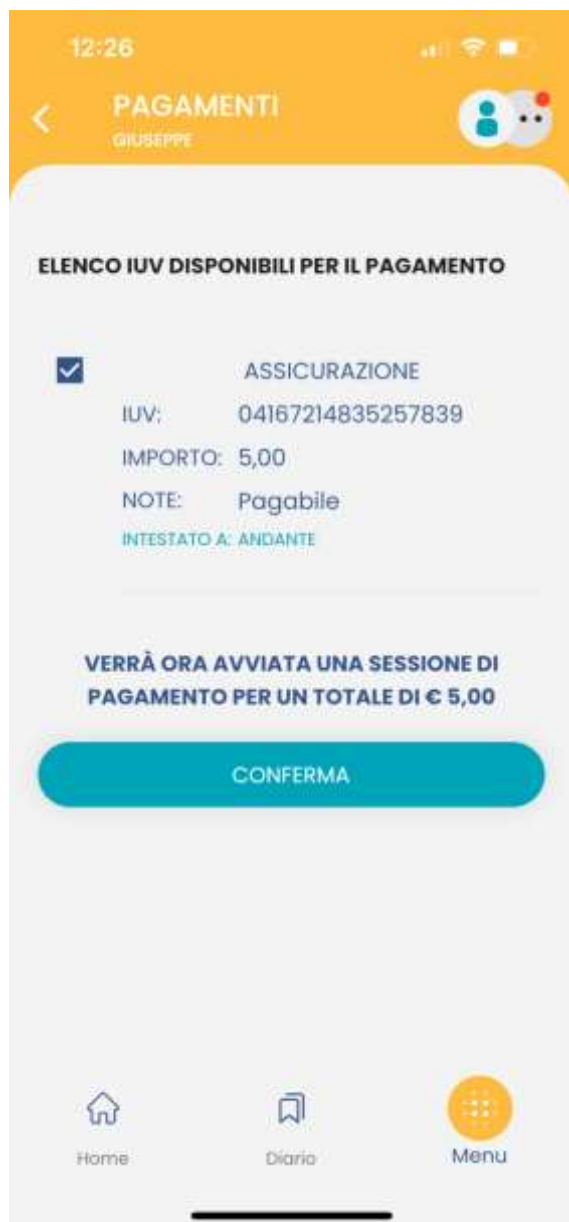 12:26
PAGAMENTI
GIUSEPPE
ELENCO IUV DISPONIBILI PER IL PAGAMENTO
ASSICURAZIONE
IUV: 04167214835257839
IMPORTO: 5,00
NOTE: Pagabile
INTESTATO A: ANDANTE
VERRÀ ORA AVVIATA UNA SESSIONE DI
PAGAMENTO PER UN TOTALE DI € 5,00
CONFERMA
Home
Diario
Menu